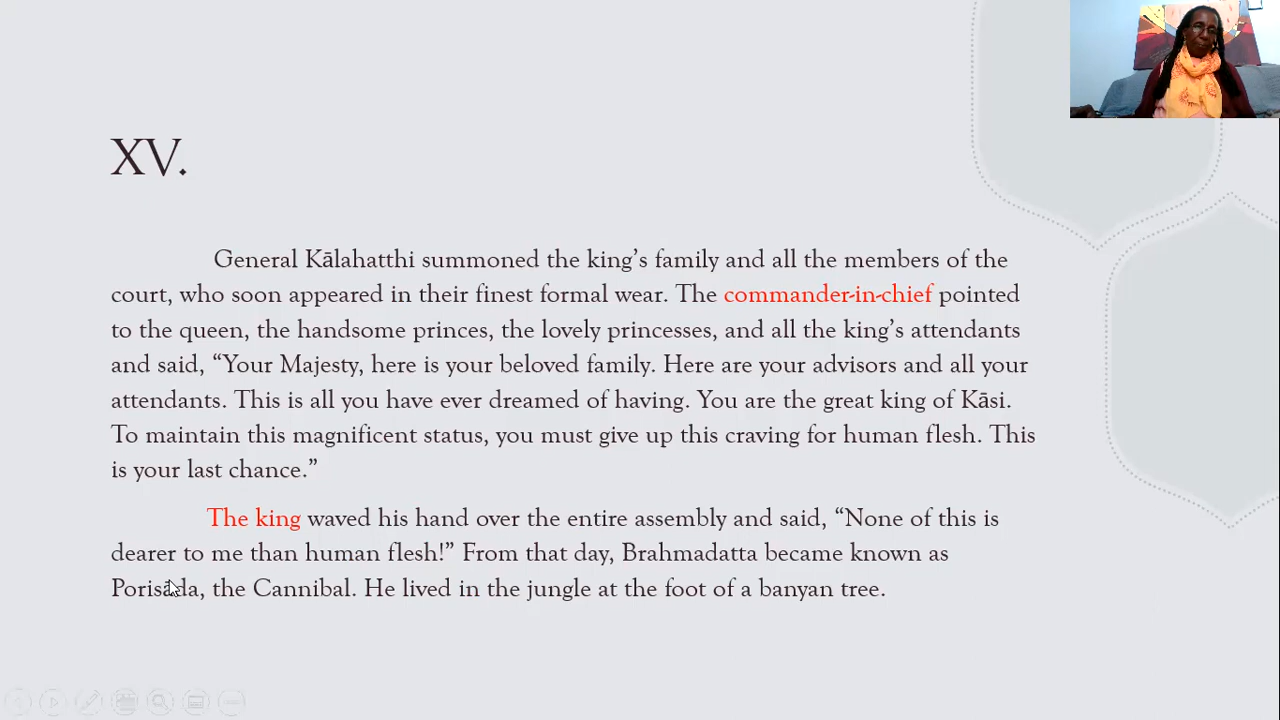 XV.
General Kālahatthi summoned the king’s family and all the members of the
court, who soon appeared in their finest formal wear. The commander-in-chief pointed
to the queen, the handsome princes, the lovely princesses, and all the king’s attendants
and said, “Your Majesty, here is your beloved family. Here are your advisors and all your
attendants. This is all you have ever dreamed of having. You are the great king of Kāsi.
To maintain this magnificent status, you must give up this craving for human flesh. This
is your last chance.”
The king waved his hand over the entire assembly and said, “None of this is
dearer to me than human flesh!” From that day, Brahmadatta became known as
Porisāda, the Cannibal. He lived in the jungle at the foot of a banyan tree.